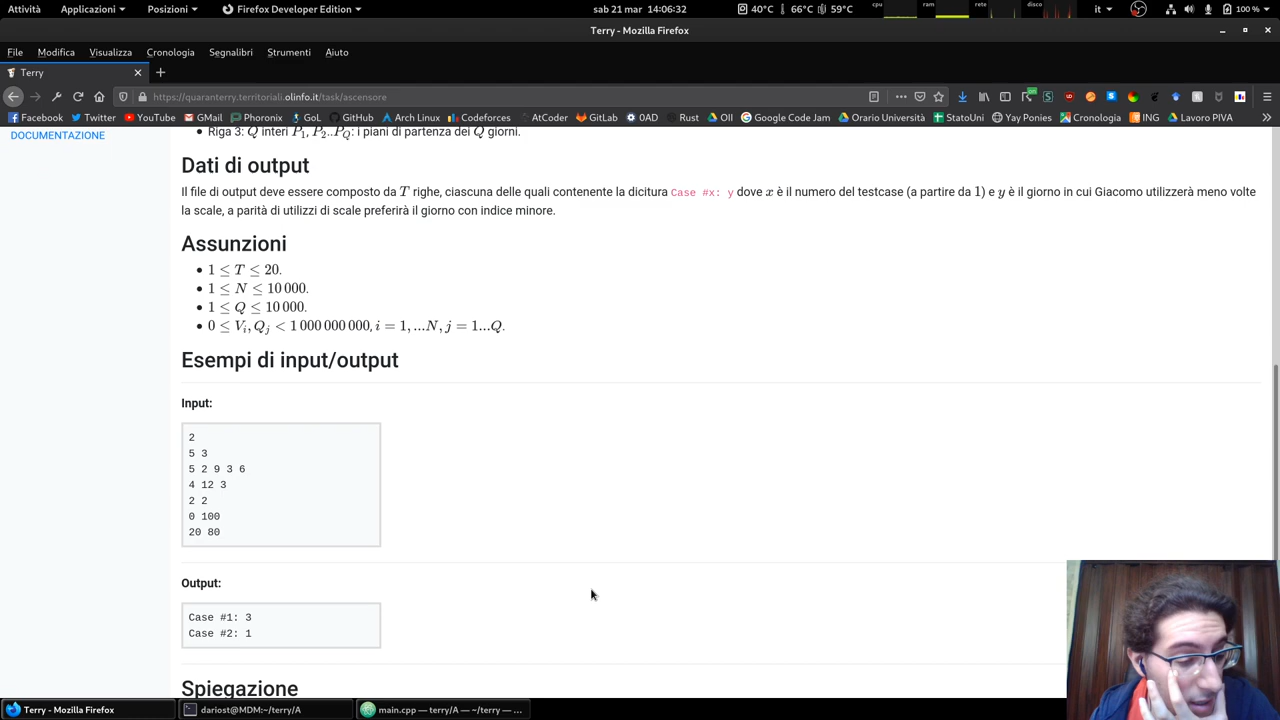 Attività Applicazioni Posizioni Firefox Developer Edition sab 21 mar 14:06:32 40°C 66°C 59°C cpu ram rete disco it 100 %
Terry - Mozilla Firefox
File Modifica Visualizza Cronologia Segnalibri Strumenti Aiuto
Terry
https://quaranterry.territoriali.olinfo.it/task/ascensore
Facebook Twitter YouTube Gmail Phoronix GoL GitHub Arch Linux Codeforces AtCoder GitLab 0AD Rust OII Google Code Jam Orario Università StatoUni Yay Ponies Cronologia ING Lavoro PIVA
DOCUMENTAZIONE
• Riga 3: Q interi P₁, P₂..P_Q: i piani di partenza dei Q giorni.
Dati di output
Il file di output deve essere composto da T righe, ciascuna delle quali contenente la dicitura Case #x: y dove x è il numero del testcase (a partire da 1) e y è il giorno in cui Giacomo utilizzerà meno volte
la scale, a parità di utilizzi di scale preferirà il giorno con indice minore.
Assunzioni
• 1 ≤ T ≤ 20.
• 1 ≤ N ≤ 10 000.
• 1 ≤ Q ≤ 10 000.
• 0 ≤ V_i, Q_j < 1 000 000 000, i = 1, ...N, j = 1...Q.
Esempi di input/output
Input:
2
5 3
5 2 9 3 6
4 12 3
2 2
0 100
20 80
Output:
Case #1: 3
Case #2: 1
Spiegazione
Terry - Mozilla Firefox dariost@MDM:~/terry/A main.cpp — terry/A — ~/terry — ...